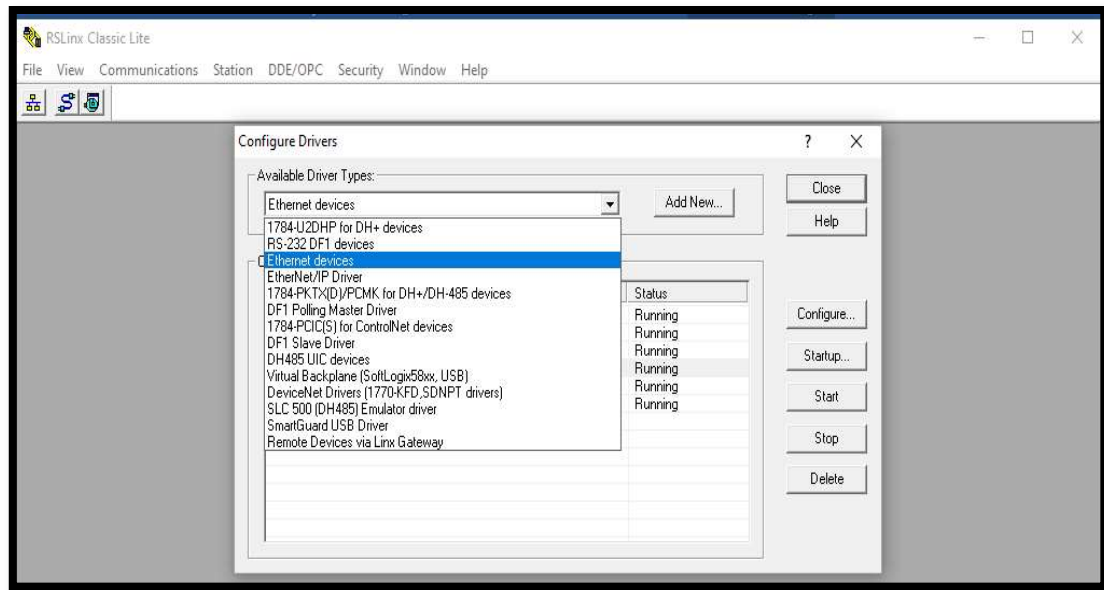 RSLinx Classic Lite
File View Communications Station DDE/OPC Security Window Help
Configure Drivers ?
Available Driver Types:
Ethernet devices
Add New...
Close
Help
1784-U2DHP for DH+ devices
RS-232 DF1 devices
Ethernet devices
EtherNet/IP Driver
1784-PKTX(D)/PCMK for DH+/DH-485 devices
DF1 Polling Master Driver
1784-PCIC(S) for ControlNet devices
DF1 Slave Driver
DH485 UIC devices
Virtual Backplane (SoftLogix58xx, USB)
DeviceNet Drivers (1770-KFD,SDNPT drivers)
SLC 500 (DH485) Emulator driver
SmartGuard USB Driver
Remote Devices via Linx Gateway
Status
Running
Running
Running
Running
Running
Running
Configure...
Startup...
Start
Stop
Delete